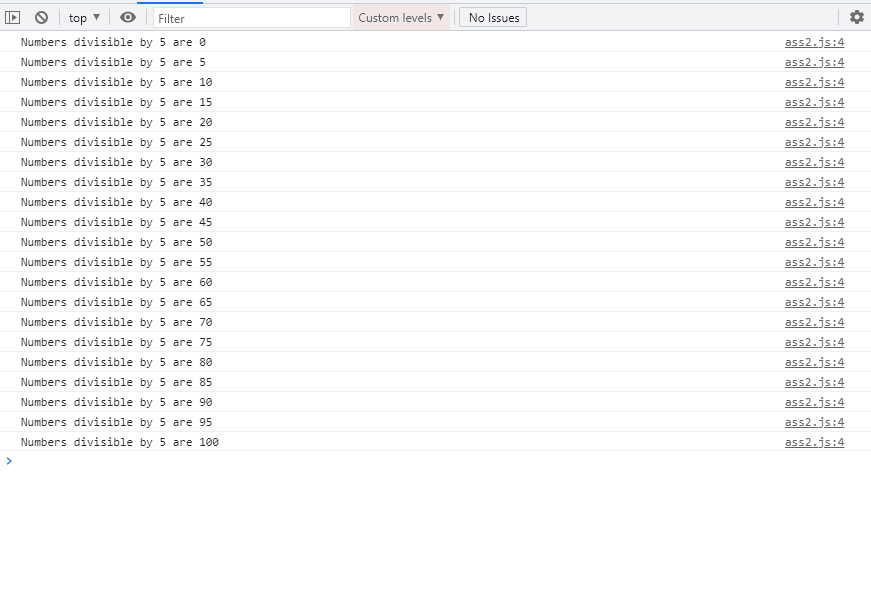 top ▼ Filter Custom levels ▼ No Issues
Numbers divisible by 5 are 0 ass2.js:4
Numbers divisible by 5 are 5 ass2.js:4
Numbers divisible by 5 are 10 ass2.js:4
Numbers divisible by 5 are 15 ass2.js:4
Numbers divisible by 5 are 20 ass2.js:4
Numbers divisible by 5 are 25 ass2.js:4
Numbers divisible by 5 are 30 ass2.js:4
Numbers divisible by 5 are 35 ass2.js:4
Numbers divisible by 5 are 40 ass2.js:4
Numbers divisible by 5 are 45 ass2.js:4
Numbers divisible by 5 are 50 ass2.js:4
Numbers divisible by 5 are 55 ass2.js:4
Numbers divisible by 5 are 60 ass2.js:4
Numbers divisible by 5 are 65 ass2.js:4
Numbers divisible by 5 are 70 ass2.js:4
Numbers divisible by 5 are 75 ass2.js:4
Numbers divisible by 5 are 80 ass2.js:4
Numbers divisible by 5 are 85 ass2.js:4
Numbers divisible by 5 are 90 ass2.js:4
Numbers divisible by 5 are 95 ass2.js:4
Numbers divisible by 5 are 100 ass2.js:4